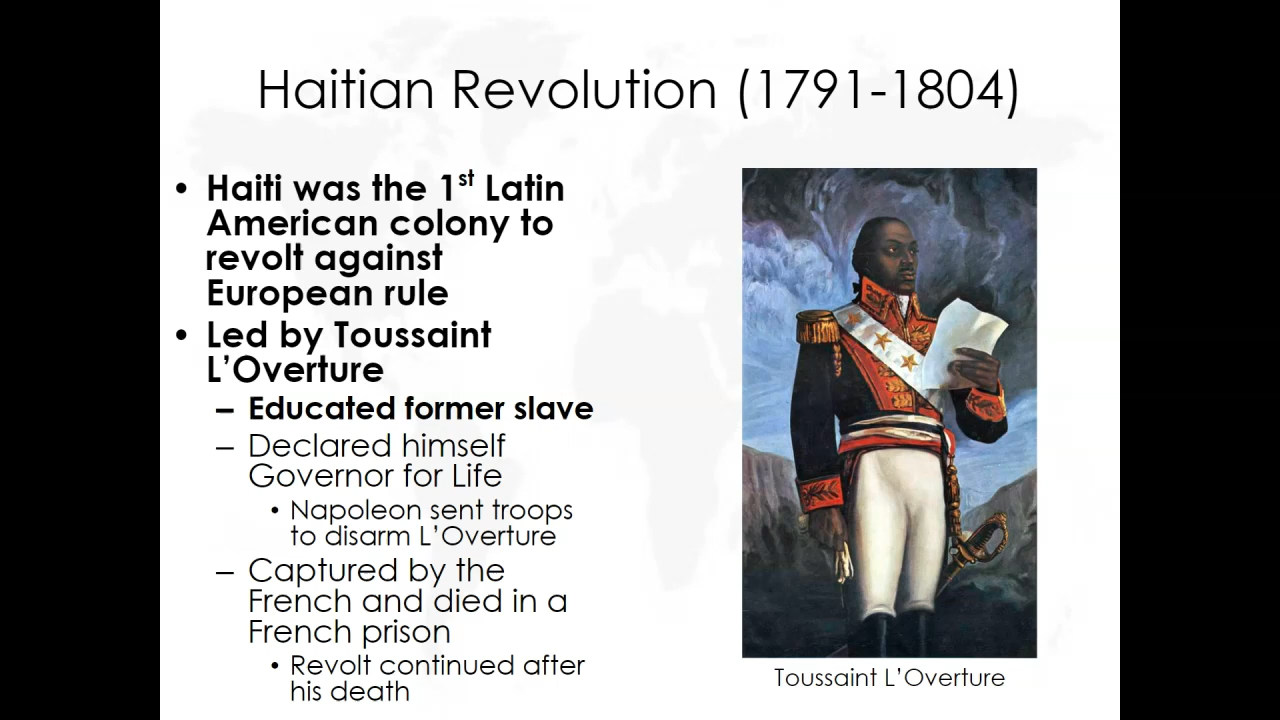 Haitian Revolution (1791-1804)
• Haiti was the 1st Latin
American colony to
revolt against
European rule
• Led by Toussaint
L’Overture
– Educated former slave
– Declared himself
Governor for Life
• Napoleon sent troops
to disarm L’Overture
– Captured by the
French and died in a
French prison
• Revolt continued after
his death
Toussaint L’Overture